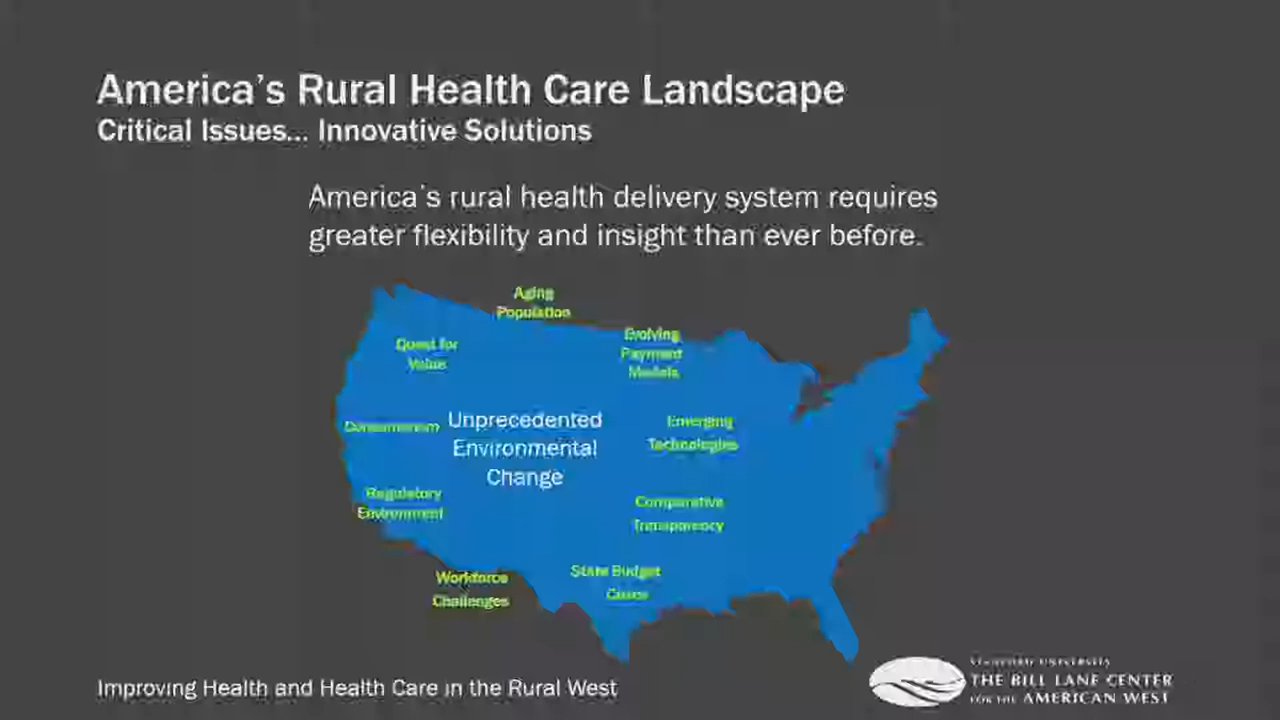 America's Rural Health Care Landscape
Critical Issues... Innovative Solutions
America's rural health delivery system requires
greater flexibility and insight than ever before.
Aging
Population
Evolving
Payment
Models
Quest for
Value
Consumerism
Unprecedented
Environmental
Change
Emerging
Technologies
Regulatory
Environment
Comparative
Transparency
Workforce
Challenges
State Budget
Improving Health and Health Care in the Rural West
STANFORD UNIVERSITY
THE BILL LANE CENTER
FOR THE AMERICAN WEST